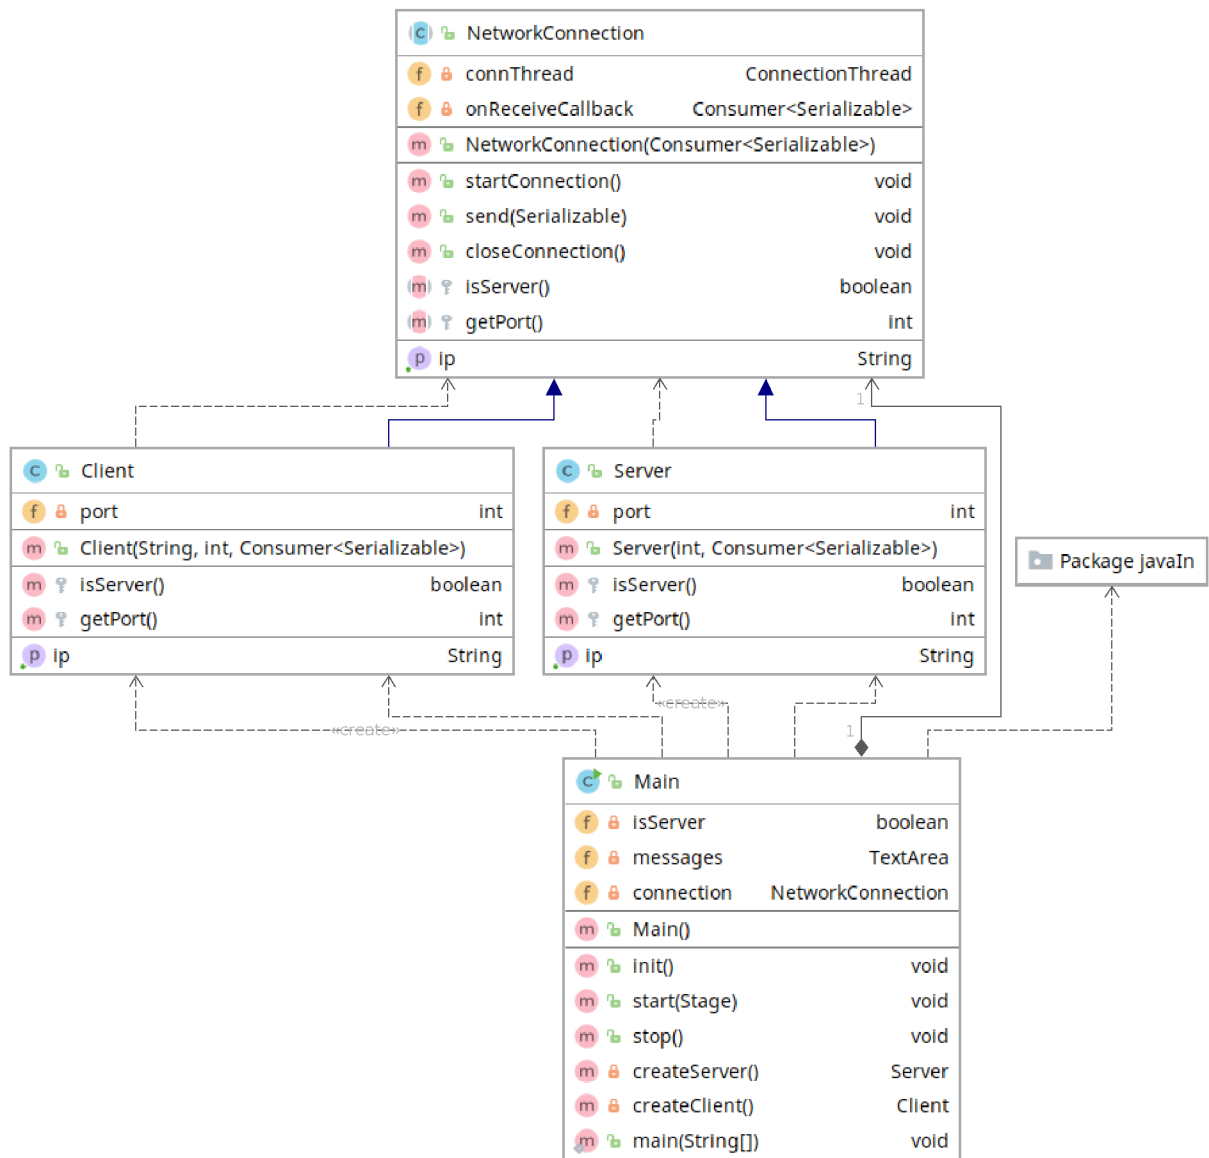 NetworkConnection
connThread ConnectionThread
onReceiveCallback Consumer<Serializable>
NetworkConnection(Consumer<Serializable>)
startConnection() void
send(Serializable) void
closeConnection() void
isServer() boolean
getPort() int
ip String
1
Client
port int
Client(String, int, Consumer<Serializable>)
isServer() boolean
getPort() int
ip String
Server
port int
Server(int, Consumer<Serializable>)
isServer() boolean
getPort() int
ip String
Package javaIn
«create»
«create»
1
Main
isServer boolean
messages TextArea
connection NetworkConnection
Main()
init() void
start(Stage) void
stop() void
createServer() Server
createClient() Client
main(String[]) void